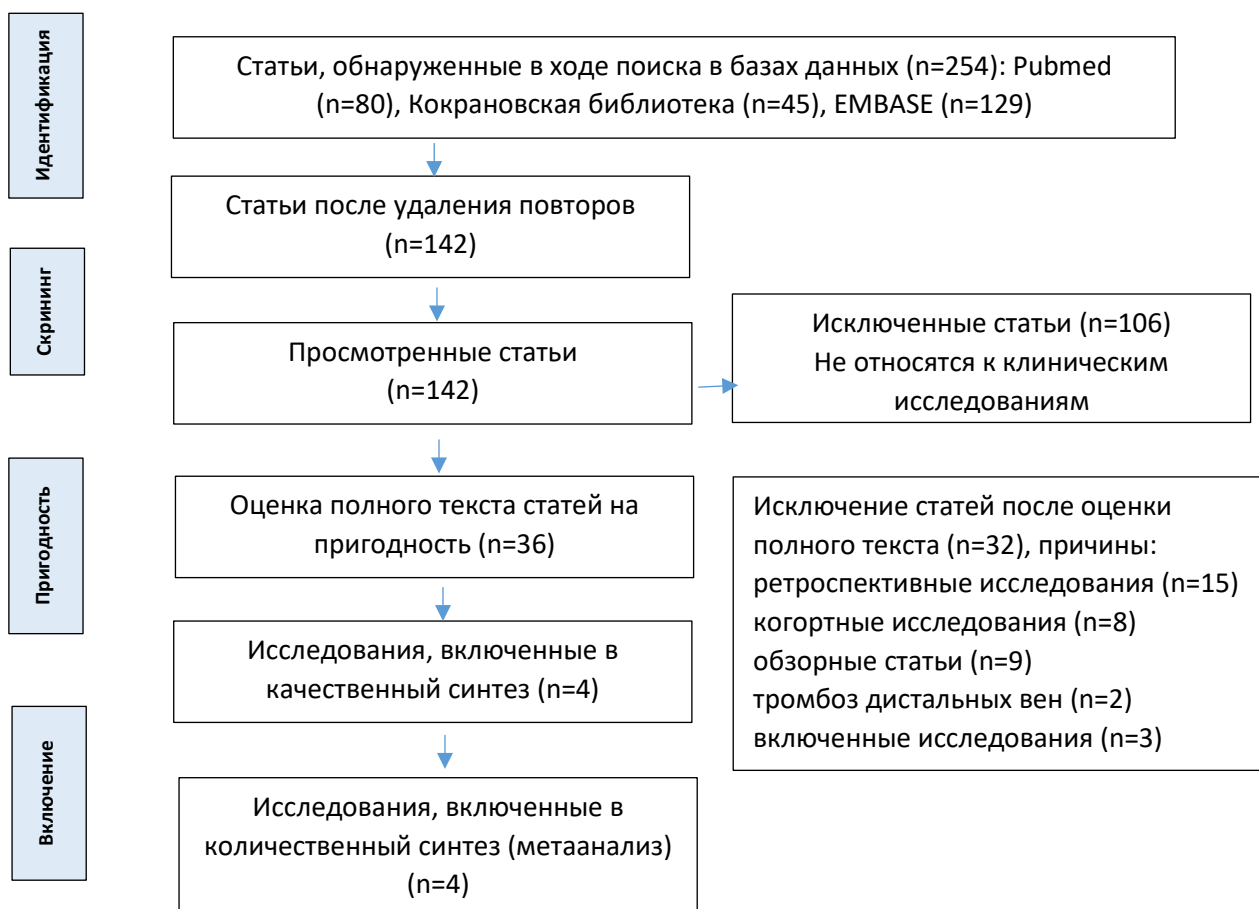 Идентификация
Статьи, обнаруженные в ходе поиска в базах данных (n=254): Pubmed
(n=80), Кокрановская библиотека (n=45), EMBASE (n=129)
Статьи после удаления повторов
(n=142)
Скрининг
Просмотренные статьи
(n=142)
Исключенные статьи (n=106)
Не относятся к клиническим
исследованиям
Пригодность
Оценка полного текста статей на
пригодность (n=36)
Исключение статей после оценки
полного текста (n=32), причины:
ретроспективные исследования (n=15)
когортные исследования (n=8)
обзорные статьи (n=9)
тромбоз дистальных вен (n=2)
включенные исследования (n=3)
Исследования, включенные в
качественный синтез (n=4)
Включение
Исследования, включенные в
количественный синтез (метаанализ)
(n=4)